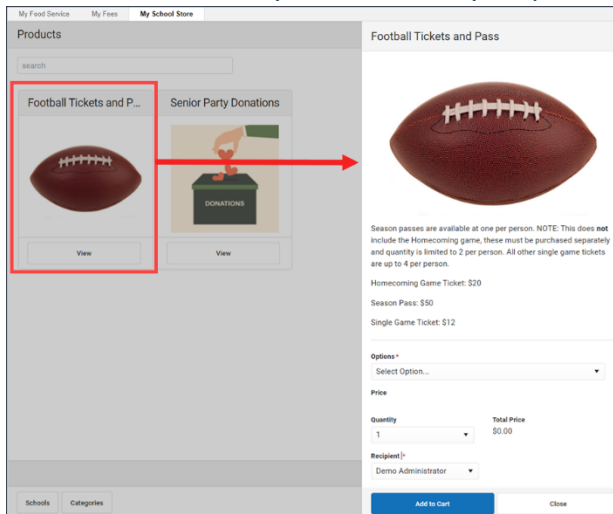 My Food Service My Fees My School Store
Products
search
Football Tickets and P...
View
Senior Party Donations
DONATIONS
View
Schools Categories
Football Tickets and Pass
Season passes are available at one per person. NOTE: This does not
include the Homecoming game, these must be purchased separately
and quantity is limited to 2 per person. All other single game tickets
are up to 4 per person.
Homecoming Game Ticket: $20
Season Pass: $50
Single Game Ticket: $12
Options *
Select Option...
Price
Quantity Total Price
1 $0.00
Recipient *
Demo Administrator
Add to Cart Close